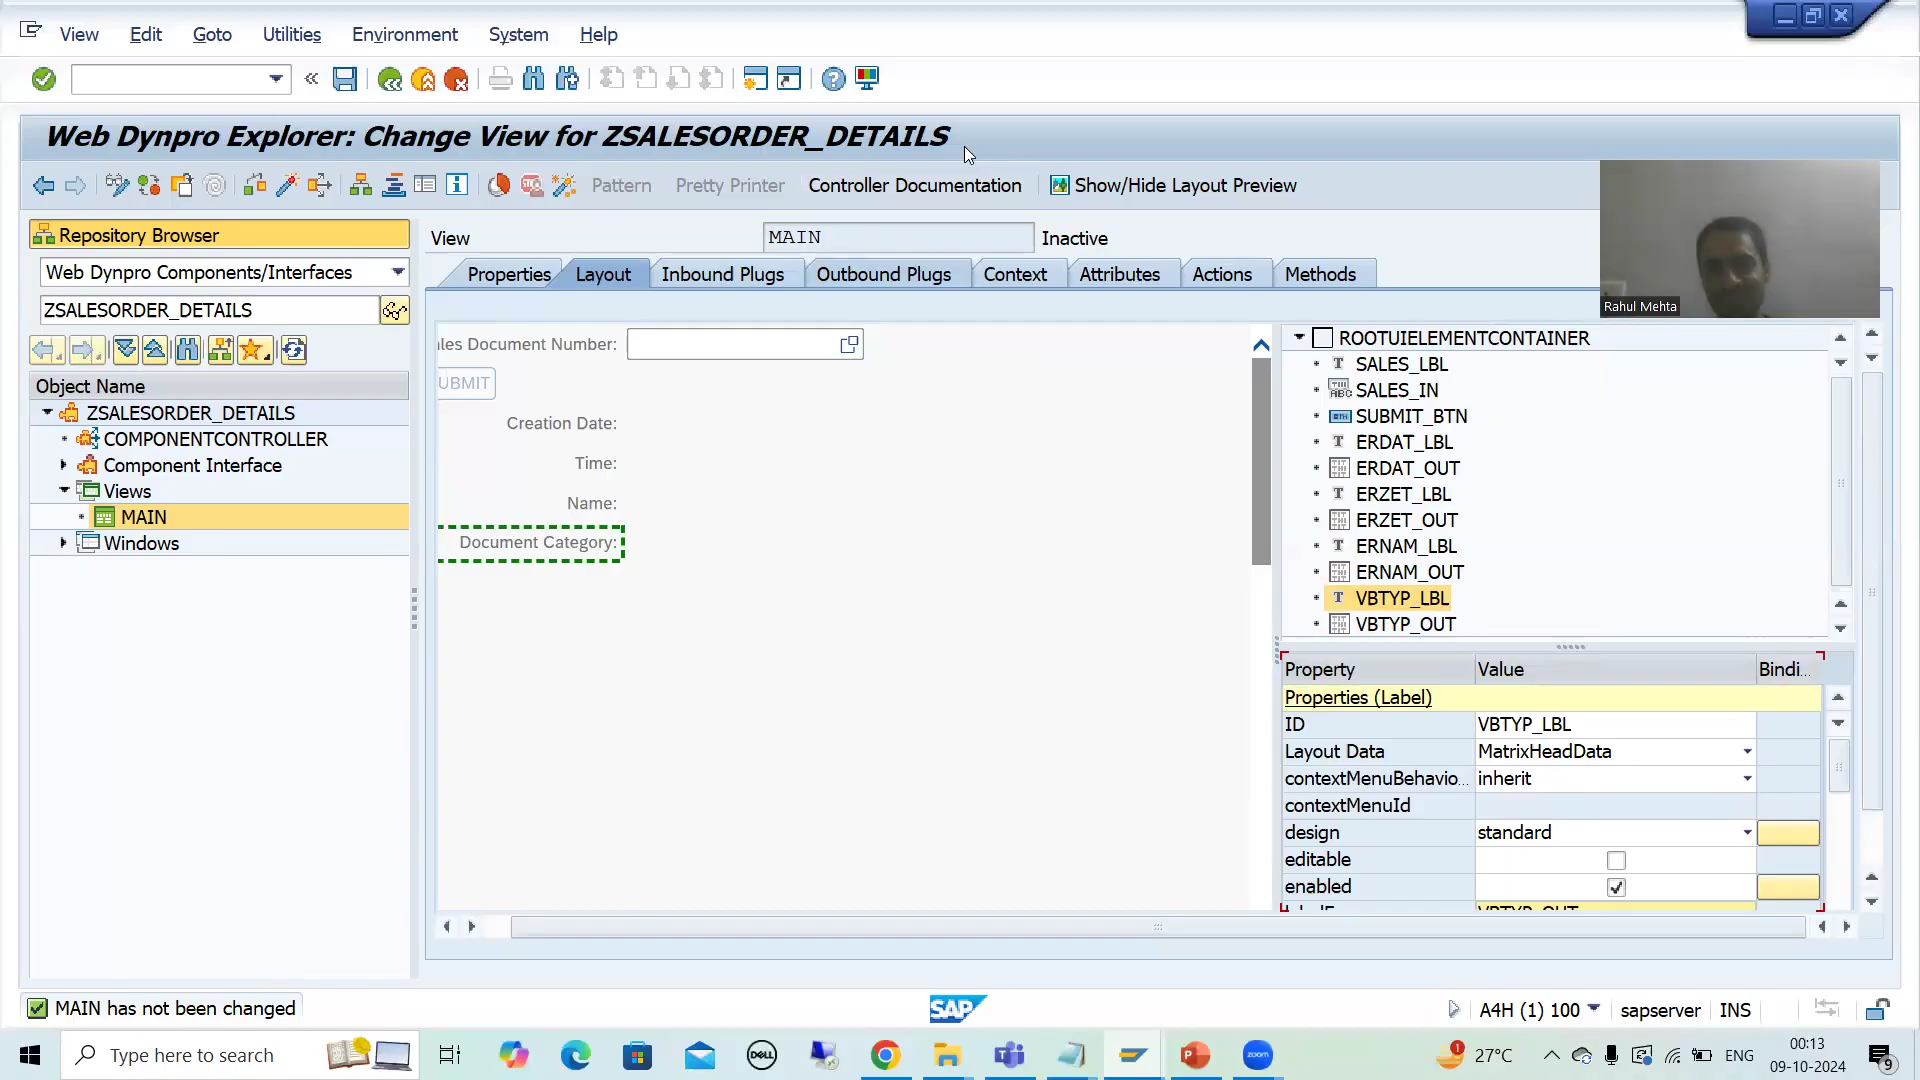 View Edit Goto Utilities Environment System Help
Web Dynpro Explorer: Change View for ZSALESORDER_DETAILS
Pattern Pretty Printer Controller Documentation Show/Hide Layout Preview
Repository Browser
Web Dynpro Components/Interfaces
ZSALESORDER_DETAILS
Object Name
ZSALESORDER_DETAILS
COMPONENTCONTROLLER
Component Interface
Views
MAIN
Windows
View MAIN Inactive
Properties Layout Inbound Plugs Outbound Plugs Context Attributes Actions Methods
ales Document Number:
UBMIT
Creation Date:
Time:
Name:
Document Category:
Rahul Mehta
ROOTUIELEMENTCONTAINER
SALES_LBL
SALES_IN
SUBMIT_BTN
ERDAT_LBL
ERDAT_OUT
ERZET_LBL
ERZET_OUT
ERNAM_LBL
ERNAM_OUT
VBTYP_LBL
VBTYP_OUT
Property Value Bindi...
Properties (Label)
ID VBTYP_LBL
Layout Data MatrixHeadData
contextMenuBehavio... inherit
contextMenuId
design standard
editable
enabled
VBTYP_OUT
MAIN has not been changed
SAP
A4H (1) 100 sapserver INS
Type here to search
DELL
zoom
1
27°C
ENG
00:13
09-10-2024
9